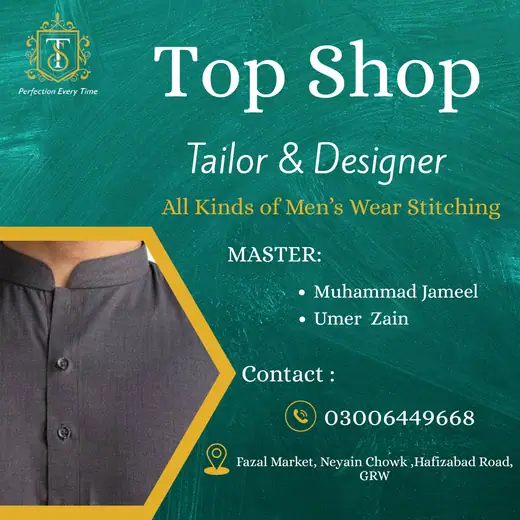 TS
Perfection Every Time
Top Shop
Tailor & Designer
All Kinds of Men's Wear Stitching
MASTER:
• Muhammad Jameel
• Umer Zain
Contact :
03006449668
Fazal Market, Neyain Chowk ,Hafizabad Road,
GRW